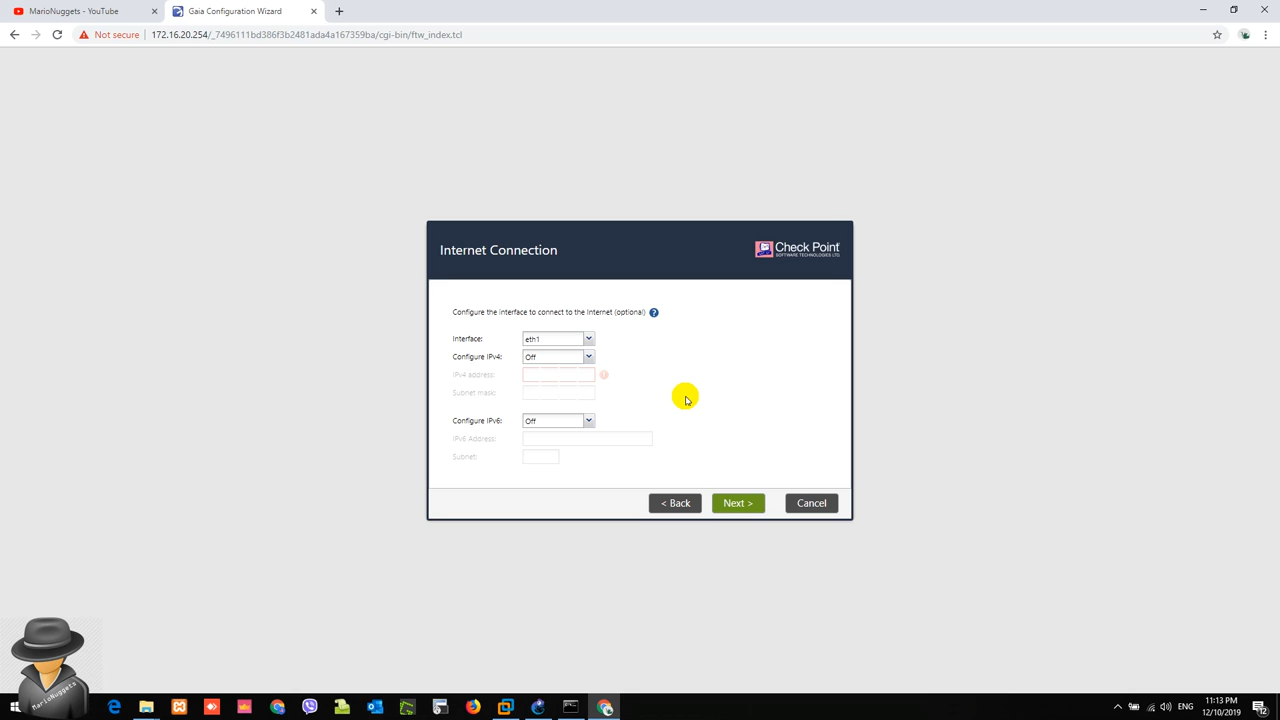 MarioNuggets - YouTube
Gaia Configuration Wizard
Not secure
172.16.20.254/_7496111bd386f3b2481ada4a167359ba/cgi-bin/ftw_index.tcl
Internet Connection
Check Point
SOFTWARE TECHNOLOGIES LTD.
Configure the interface to connect to the Internet (optional) ?
Interface: eth1
Configure IPv4: Off
IPv4 address: !
Subnet mask:
Configure IPv6: Off
IPv6 Address:
Subnet:
< Back
Next >
Cancel
MarioNuggets
ENG
11:13 PM
12/10/2019
12